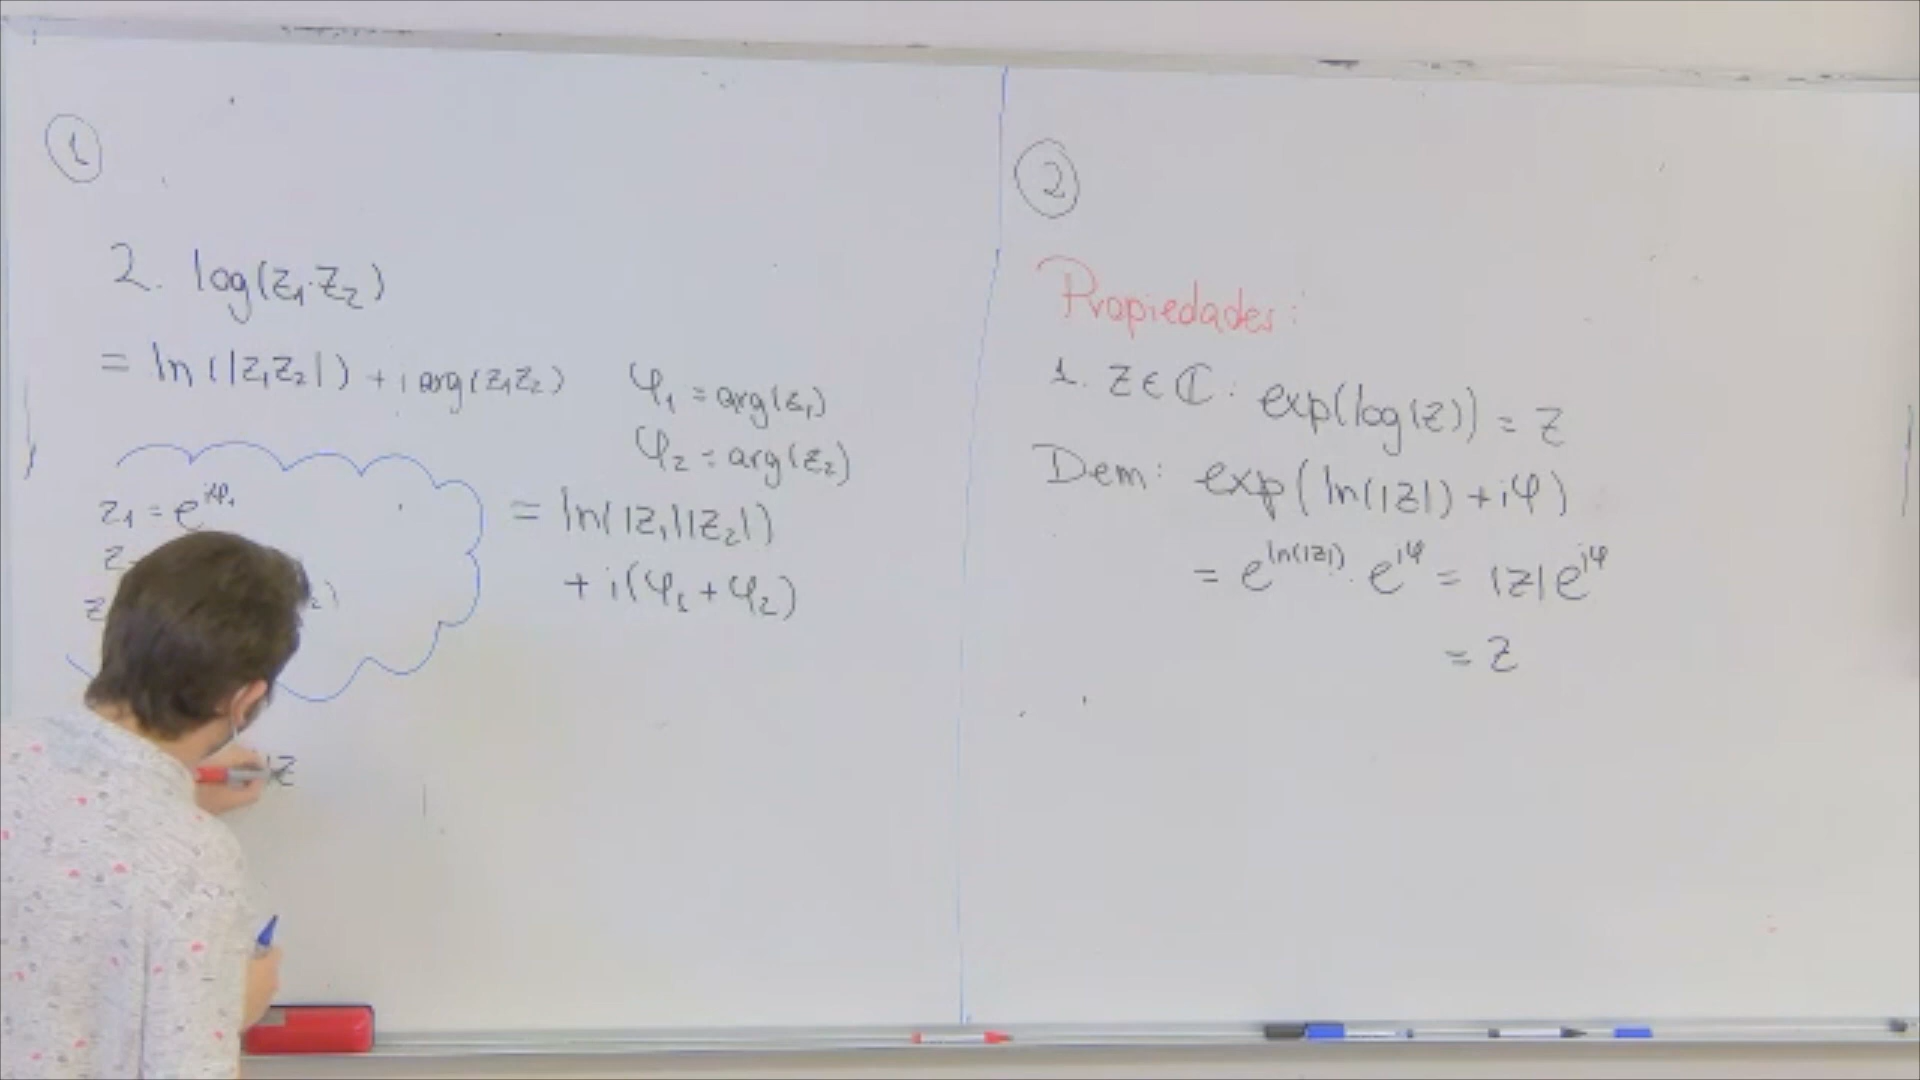 1
2. log(z₁·z₂)
= ln(|z₁z₂|) + i arg(z₁z₂)
φ₁ = arg(z₁)
φ₂ = arg(z₂)
z₁ = e^{iφ₁}
z
z
₂)
= ln(|z₁||z₂|)
+ i(φ₁+φ₂)
|z
2
Propiedades:
1. z∈ℂ: exp(log(z)) = z
Dem: exp(ln(|z|)+iφ)
= e^{ln(|z|)}·e^{iφ} = |z|e^{iφ}
= z